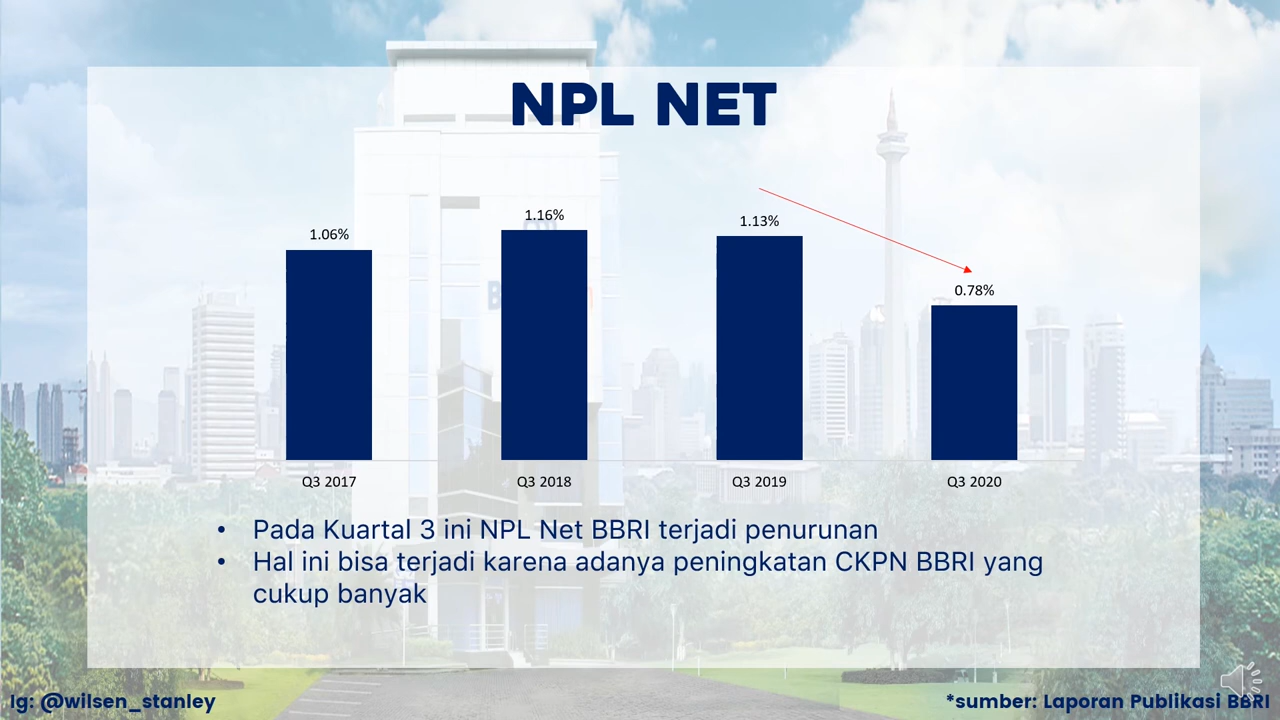 NPL NET
1.06%
1.16%
1.13%
0.78%
Q3 2017
Q3 2018
Q3 2019
Q3 2020
• Pada Kuartal 3 ini NPL Net BBRI terjadi penurunan
• Hal ini bisa terjadi karena adanya peningkatan CKPN BBRI yang
cukup banyak
Ig: @wilsen_stanley
*sumber: Laporan Publikasi BBRI